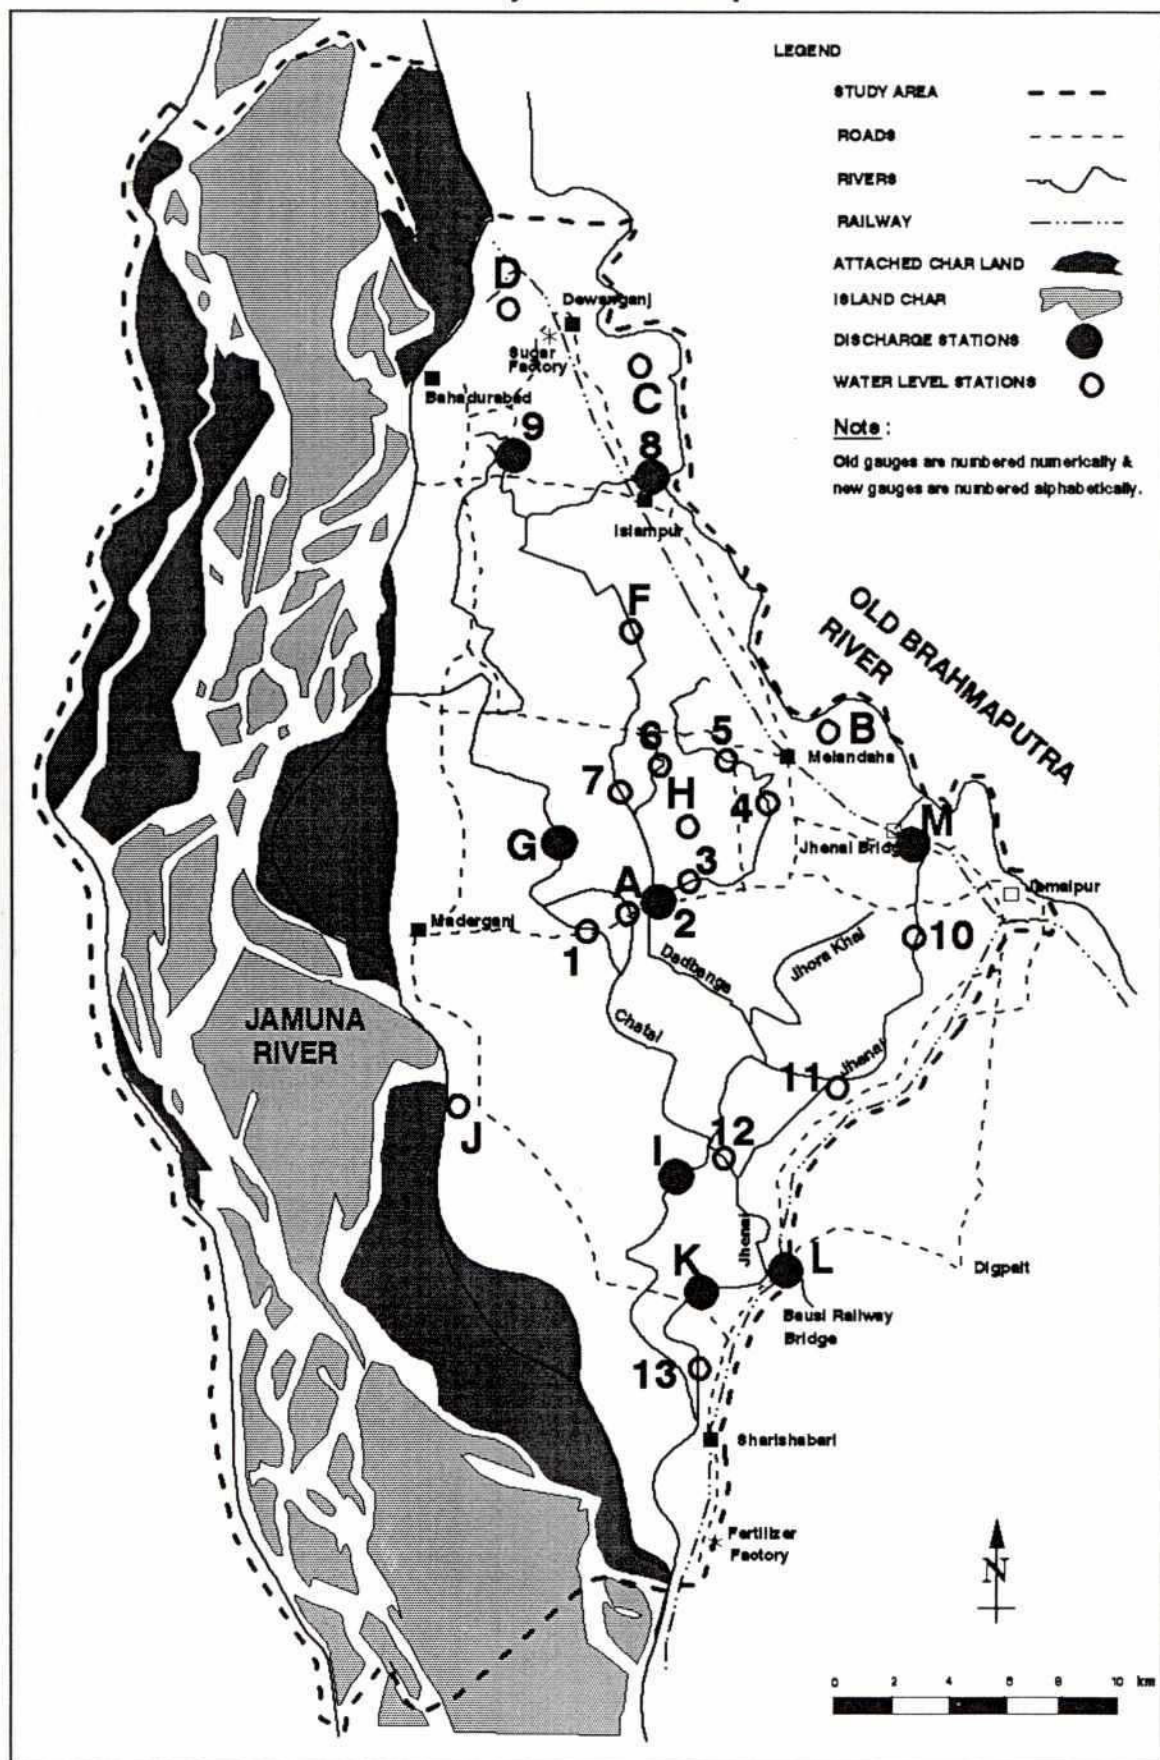 LEGEND
STUDY AREA
ROADS
RIVERS
RAILWAY
ATTACHED CHAR LAND
ISLAND CHAR
DISCHARGE STATIONS
WATER LEVEL STATIONS
Note :
Old gauges are numbered numerically &
new gauges are numbered alphabetically.
D
Dewanganj
Sugar
Factory
C
Bahadurabad
9
8
Islampur
F
OLD BRAHMAPUTRA
RIVER
B
Melandaha
6
5
7
H
4
G
M
Jhenai Bridge
3
A
2
Jamalpur
Maderganj
1
10
Dadbanga
Jhora Khal
Chatal
JAMUNA
RIVER
Jhenai
11
J
12
I
Jhenai
K
L
Digpait
Bausi Railway
Bridge
13
Sharishabari
Fertilizer
Factory
N
0 2 4 6 8 10 km